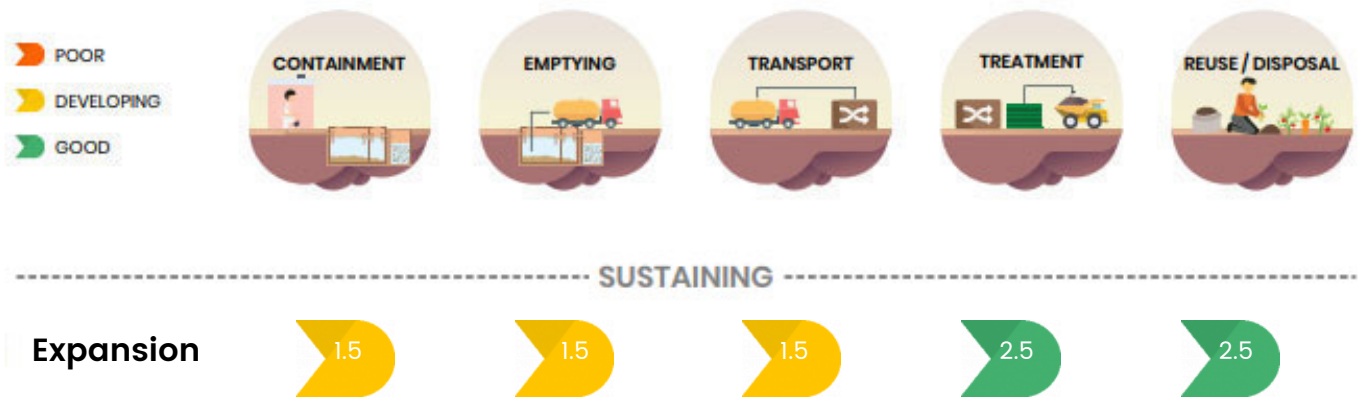 POOR
DEVELOPING
GOOD
CONTAINMENT
EMPTYING
TRANSPORT
TREATMENT
REUSE / DISPOSAL
SUSTAINING
Expansion 1.5 1.5 1.5 2.5 2.5